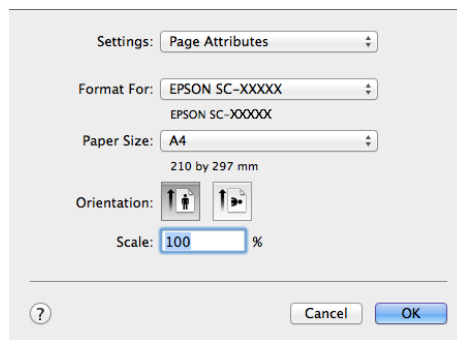 Settings: Page Attributes
Format For: EPSON SC-XXXXX
EPSON SC-XXXXX
Paper Size: A4
210 by 297 mm
Orientation:
Scale: 100 %
? Cancel OK